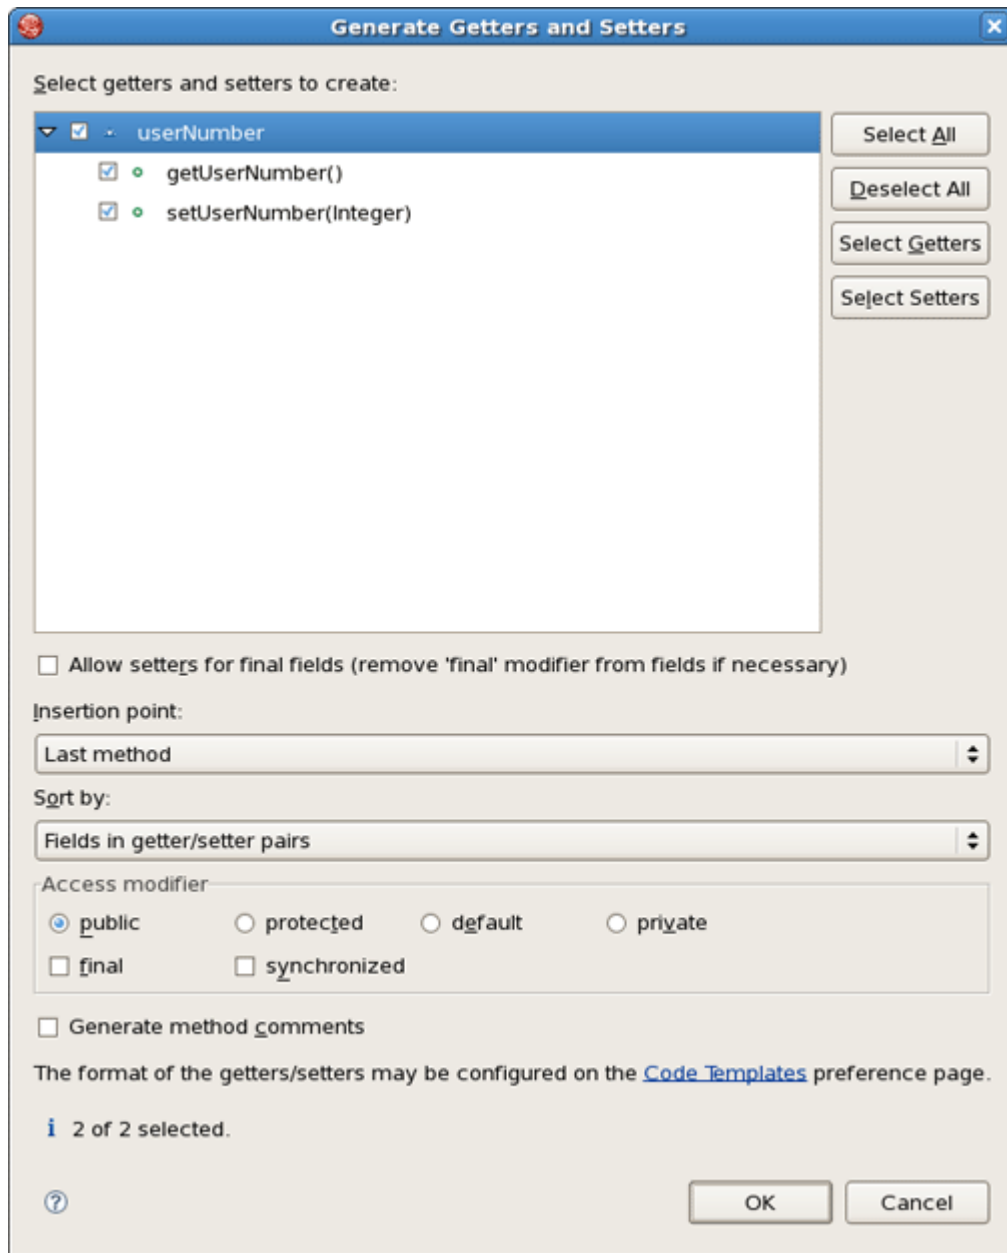 Generate Getters and Setters
Select getters and setters to create:
userNumber
getUserNumber()
setUserNumber(Integer)
Select All
Deselect All
Select Getters
Select Setters
Allow setters for final fields (remove 'final' modifier from fields if necessary)
Insertion point:
Last method
Sort by:
Fields in getter/setter pairs
Access modifier
public protected default private
final synchronized
Generate method comments
The format of the getters/setters may be configured on the Code Templates preference page.
i 2 of 2 selected.
?
OK Cancel